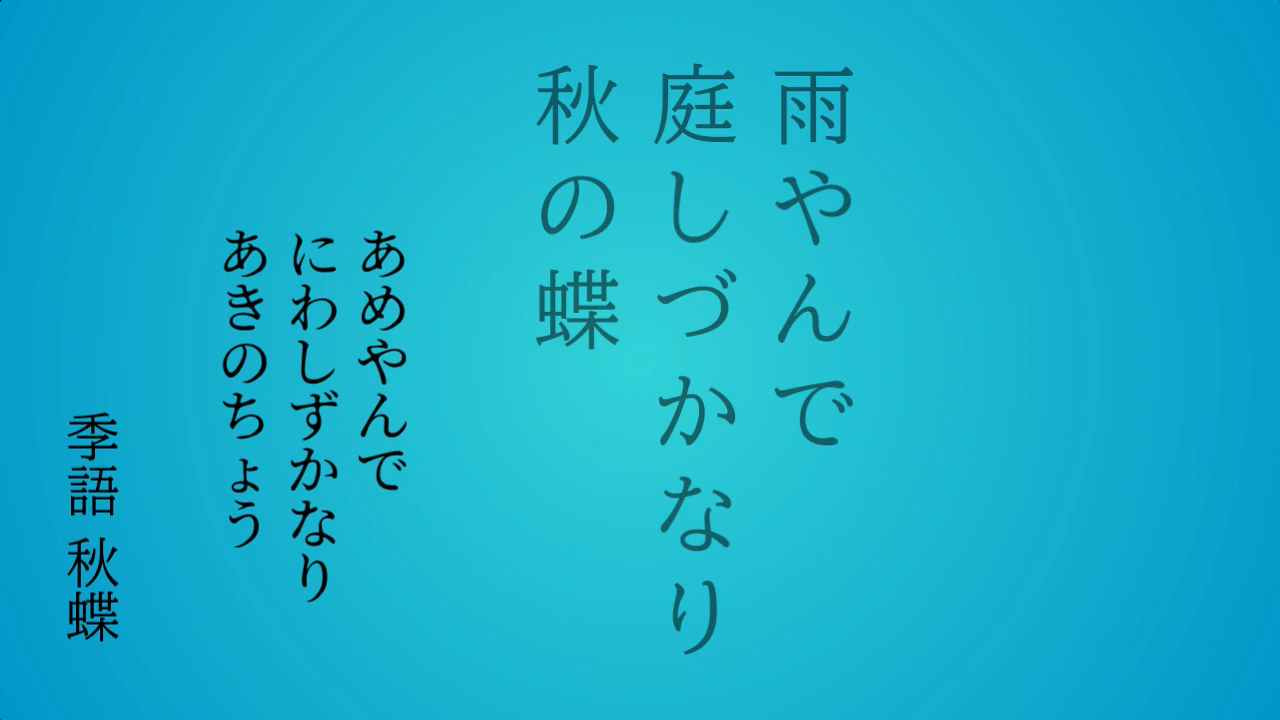 雨やんで
庭しづかなり
秋の蝶
あめやんで
にわしずかなり
あきのちょう
季語 秋蝶